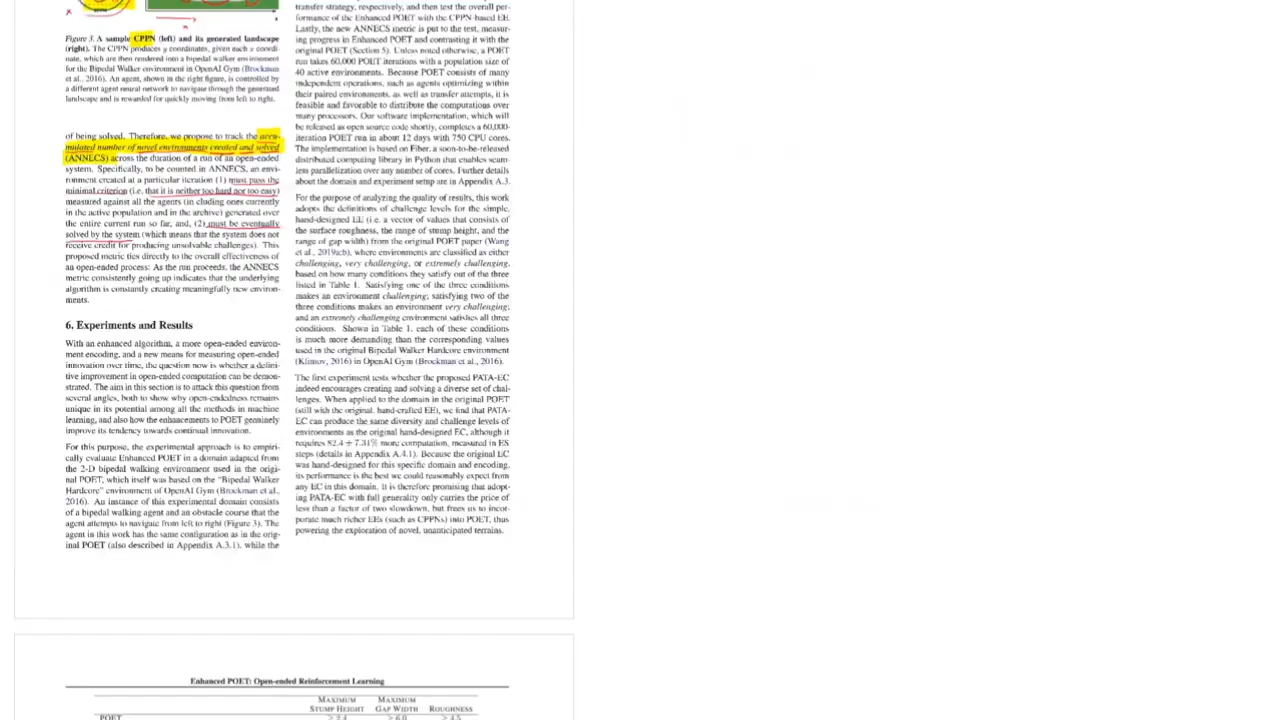 Figure 3. A sample CPPN (left) and its generated landscape
(right). The CPPN produces y coordinates, given each x coordi-
nate, which are then rendered into a bipedal walker environment
for the Bipedal Walker environment in OpenAI Gym (Brockman
et al., 2016). An agent, shown in the right figure, is controlled by
a different agent neural network to navigate through the generated
landscape and is rewarded for quickly moving from left to right.
of being solved. Therefore, we propose to track the accu-
mulated number of novel environments created and solved
(ANNECS) across the duration of a run of an open-ended
system. Specifically, to be counted in ANNECS, an envi-
ronment created at a particular iteration (1) must pass the
minimal criterion (i.e. that it is neither too hard nor too easy)
measured against all the agents (in cluding ones currently
in the active population and in the archive) generated over
the entire current run so far, and, (2) must be eventually
solved by the system (which means that the system does not
receive credit for producing unsolvable challenges). This
proposed metric ties directly to the overall effectiveness of
an open-ended process: As the run proceeds, the ANNECS
metric consistently going up indicates that the underlying
algorithm is constantly creating meaningfully new environ-
ments.
6. Experiments and Results
With an enhanced algorithm, a more open-ended environ-
ment encoding, and a new means for measuring open-ended
innovation over time, the question now is whether a defini-
tive improvement in open-ended computation can be demon-
strated. The aim in this section is to attack this question from
several angles, both to show why open-endedness remains
unique in its potential among all the methods in machine
learning, and also how the enhancements to POET genuinely
improve its tendency towards continual innovation.
For this purpose, the experimental approach is to empiri-
cally evaluate Enhanced POET in a domain adapted from
the 2-D bipedal walking environment used in the origi-
nal POET, which itself was based on the “Bipedal Walker
Hardcore” environment of OpenAI Gym (Brockman et al.,
2016). An instance of this experimental domain consists
of a bipedal walking agent and an obstacle course that the
agent attempts to navigate from left to right (Figure 3). The
agent in this work has the same configuration as in the orig-
inal POET (also described in Appendix A.3.1), while the
transfer strategy, respectively, and then test the overall per-
formance of the Enhanced POET with the CPPN-based EE.
Lastly, the new ANNECS metric is put to the test, measur-
ing progress in Enhanced POET and contrasting it with the
original POET (Section 5). Unless noted otherwise, a POET
run takes 60,000 POET iterations with a population size of
40 active environments. Because POET consists of many
independent operations, such as agents optimizing within
their paired environments, as well as transfer attempts, it is
feasible and favorable to distribute the computations over
many processors. Our software implementation, which will
be released as open source code shortly, completes a 60,000-
iteration POET run in about 12 days with 750 CPU cores.
The implementation is based on Fiber, a soon-to-be-released
distributed computing library in Python that enables seam-
less parallelization over any number of cores. Further details
about the domain and experiment setup are in Appendix A.3.
For the purpose of analyzing the quality of results, this work
adopts the definitions of challenge levels for the simple,
hand-designed EE (i.e. a vector of values that consists of
the surface roughness, the range of stump height, and the
range of gap width) from the original POET paper (Wang
et al., 2019a;b), where environments are classified as either
challenging, very challenging, or extremely challenging,
based on how many conditions they satisfy out of the three
listed in Table 1. Satisfying one of the three conditions
makes an environment challenging; satisfying two of the
three conditions makes an environment very challenging;
and an extremely challenging environment satisfies all three
conditions. Shown in Table 1, each of these conditions
is much more demanding than the corresponding values
used in the original Bipedal Walker Hardcore environment
(Klimov, 2016) in OpenAI Gym (Brockman et al., 2016).
The first experiment tests whether the proposed PATA-EC
indeed encourages creating and solving a diverse set of chal-
lenges. When applied to the domain in the original POET
(still with the original, hand-crafted EE), we find that PATA-
EC can produce the same diversity and challenge levels of
environments as the original hand-designed EC, although it
requires 82.4 ± 7.31% more computation, measured in ES
steps (details in Appendix A.4.1). Because the original EC
was hand-designed for this specific domain and encoding,
its performance is the best we could reasonably expect from
any EC in this domain. It is therefore promising that adopt-
ing PATA-EC with full generality only carries the price of
less than a factor of two slowdown, but frees us to incor-
porate much richer EEs (such as CPPNs) into POET, thus
powering the exploration of novel, unanticipated terrains.
Enhanced POET: Open-ended Reinforcement Learning
MAXIMUM MAXIMUM
STUMP HEIGHT GAP WIDTH ROUGHNESS
POET